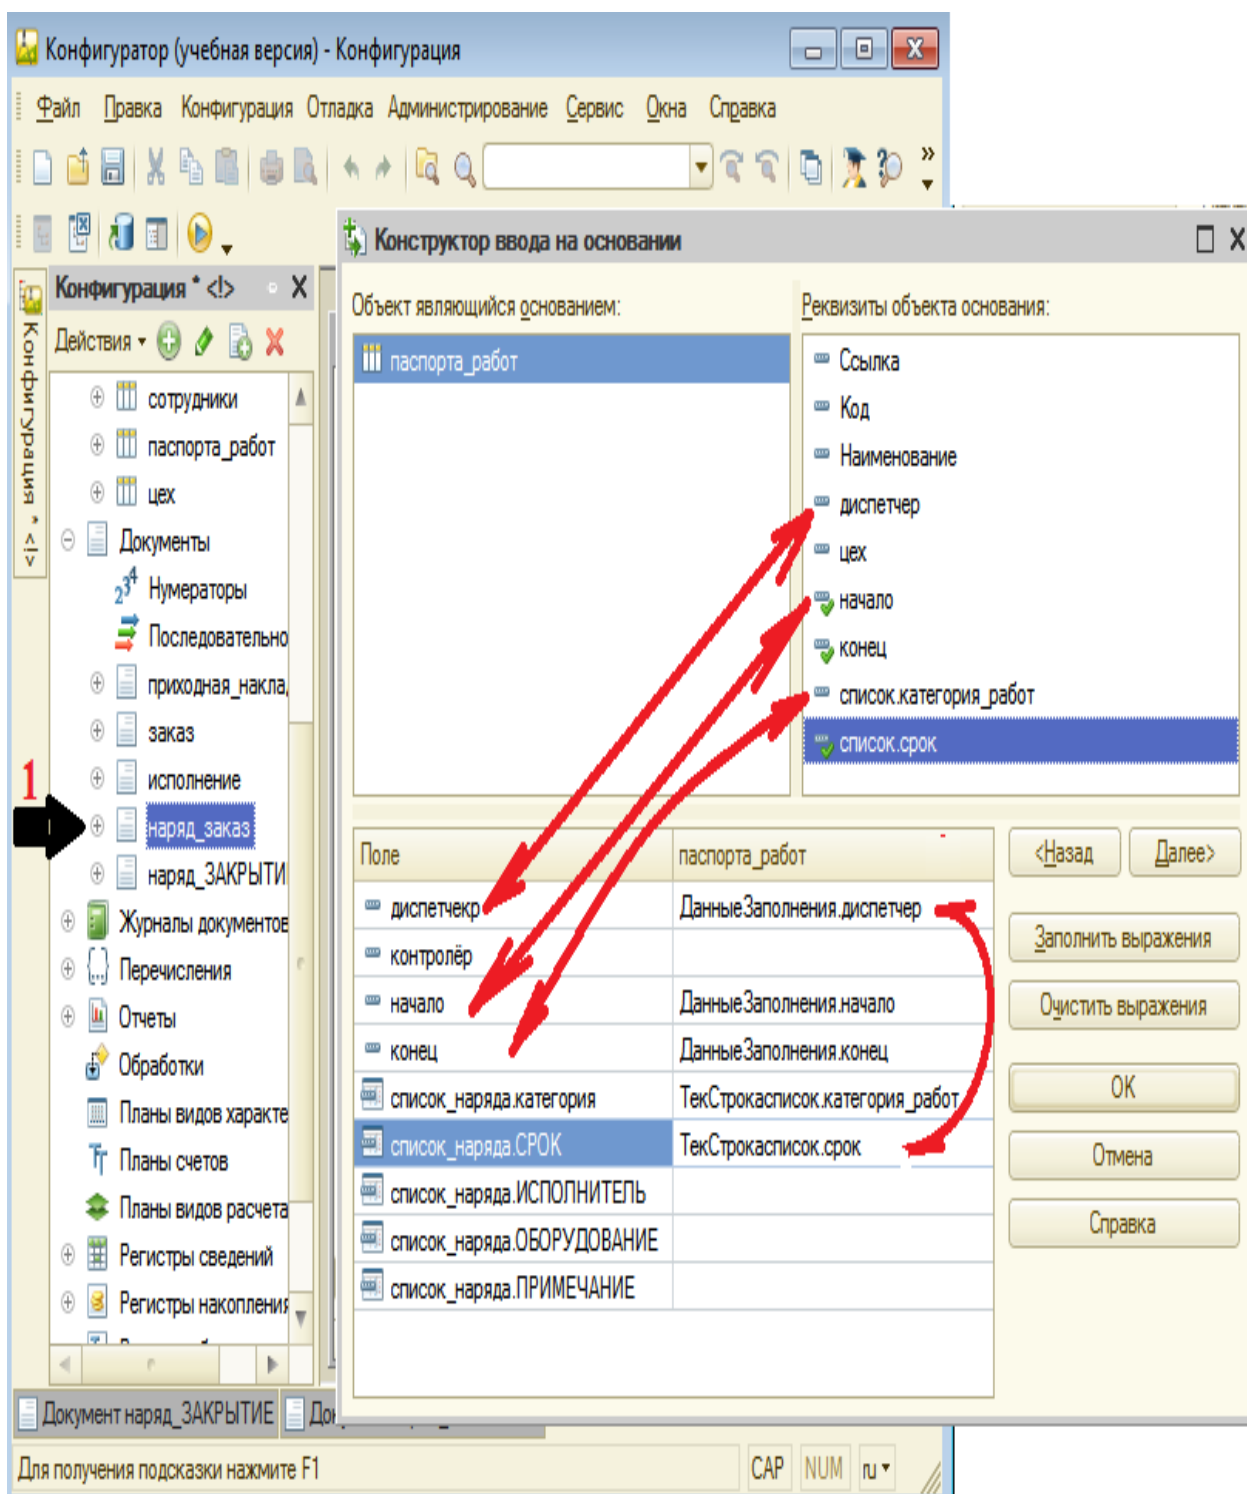 Конфигуратор (учебная версия) - Конфигурация
Файл Правка Конфигурация Отладка Администрирование Сервис Окна Справка
Конфигурация * <!>
Конфигурация * <!>
Действия
сотрудники
паспорта_работ
цех
Документы
Нумераторы
Последовательно
приходная_накла
заказ
исполнение
1
наряд_заказ
наряд_ЗАКРЫТИ
Журналы документов
Перечисления
Отчеты
Обработки
Планы видов характе
Планы счетов
Планы видов расчета
Регистры сведений
Регистры накопления
Конструктор ввода на основании
Объект являющийся основанием:
паспорта_работ
Реквизиты объекта основания:
Ссылка
Код
Наименование
диспетчер
цех
начало
конец
список.категория_работ
список.срок
Поле паспорта_работ
диспетчекр ДанныеЗаполнения.диспетчер
контролёр
начало ДанныеЗаполнения.начало
конец ДанныеЗаполнения.конец
список_наряда.категория ТекСтрокасписок.категория_работ
список_наряда.СРОК ТекСтрокасписок.срок
список_наряда.ИСПОЛНИТЕЛЬ
список_наряда.ОБОРУДОВАНИЕ
список_наряда.ПРИМЕЧАНИЕ
<Назад Далее>
Заполнить выражения
Очистить выражения
OK
Отмена
Справка
Документ наряд_ЗАКРЫТИЕ
Для получения подсказки нажмите F1
CAP NUM ru